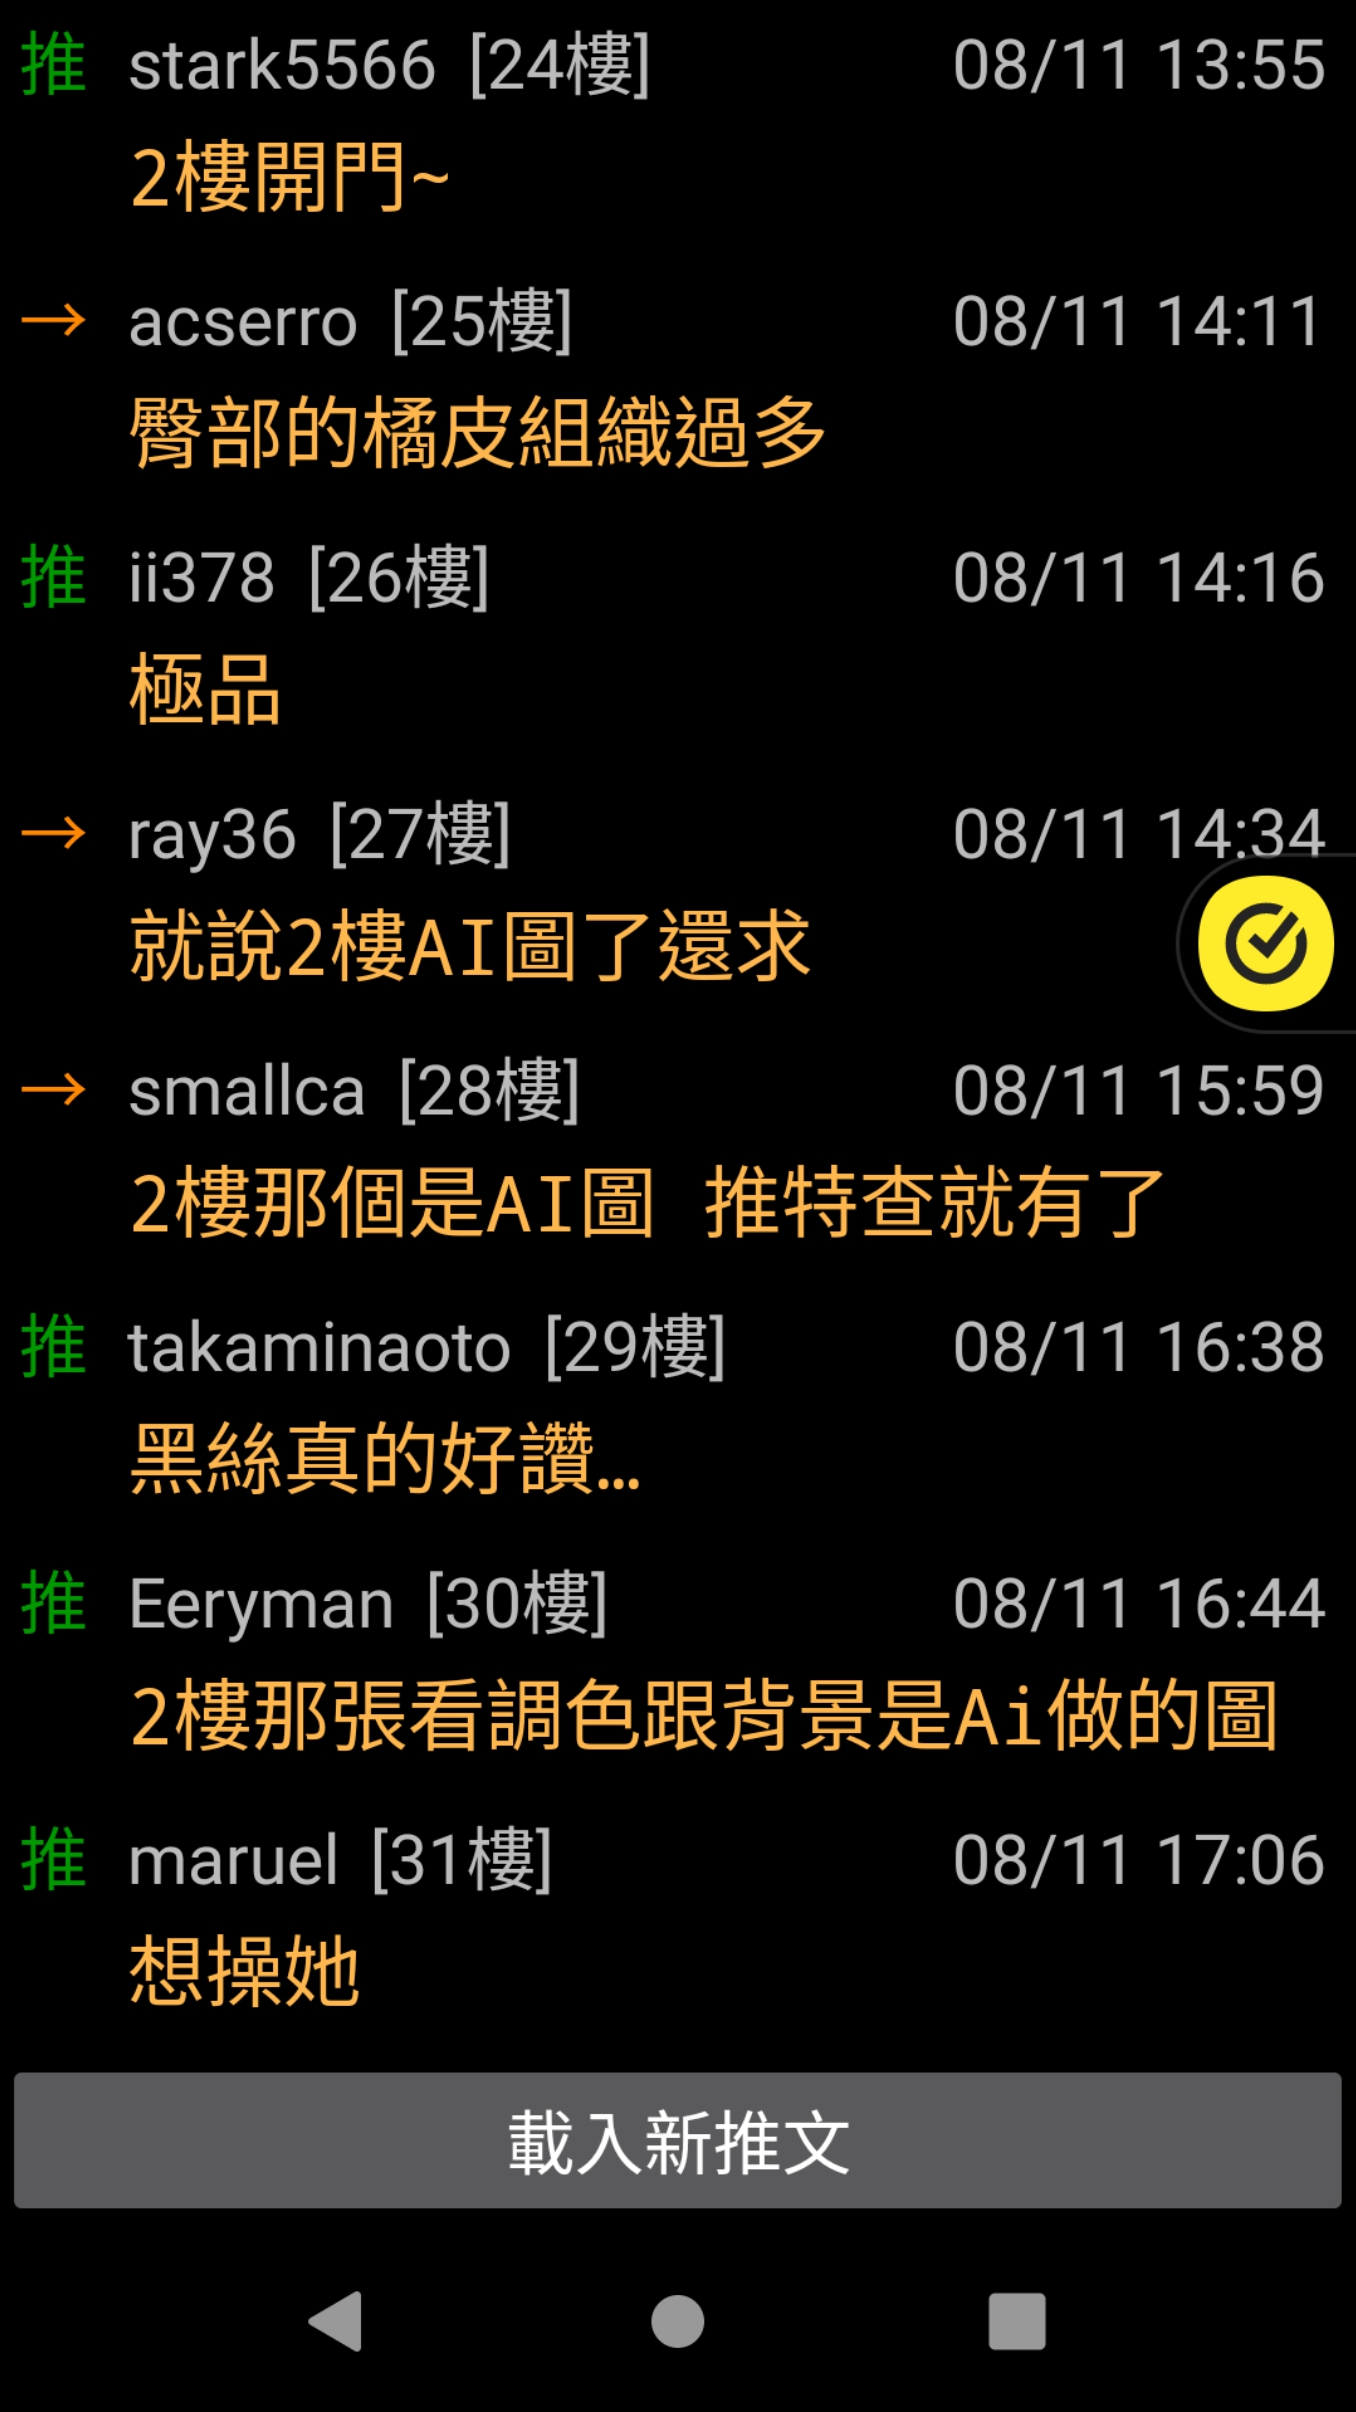 推 stark5566 [24樓] 08/11 13:55
2樓開門~
→ acserro [25樓] 08/11 14:11
臀部的橘皮組織過多
推 ii378 [26樓] 08/11 14:16
極品
→ ray36 [27樓] 08/11 14:34
就說2樓AI圖了還求
→ smallca [28樓] 08/11 15:59
2樓那個是AI圖 推特查就有了
推 takaminaoto [29樓] 08/11 16:38
黑絲真的好讚…
推 Eeryman [30樓] 08/11 16:44
2樓那張看調色跟背景是Ai做的圖
推 maruel [31樓] 08/11 17:06
想操她
載入新推文